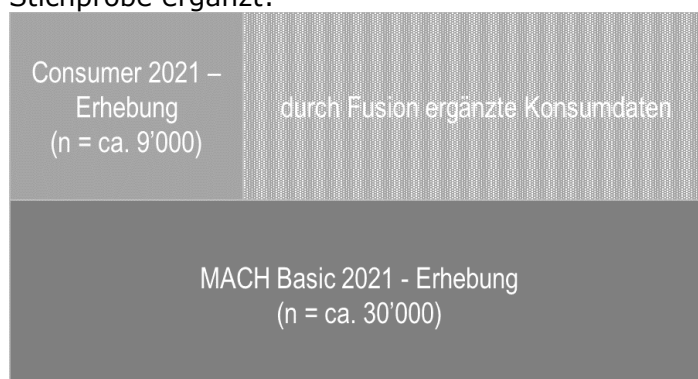 Stichprobe ergänzt:
Consumer 2021 –
Erhebung
(n = ca. 9’000)
durch Fusion ergänzte Konsumdaten
MACH Basic 2021 - Erhebung
(n = ca. 30’000)